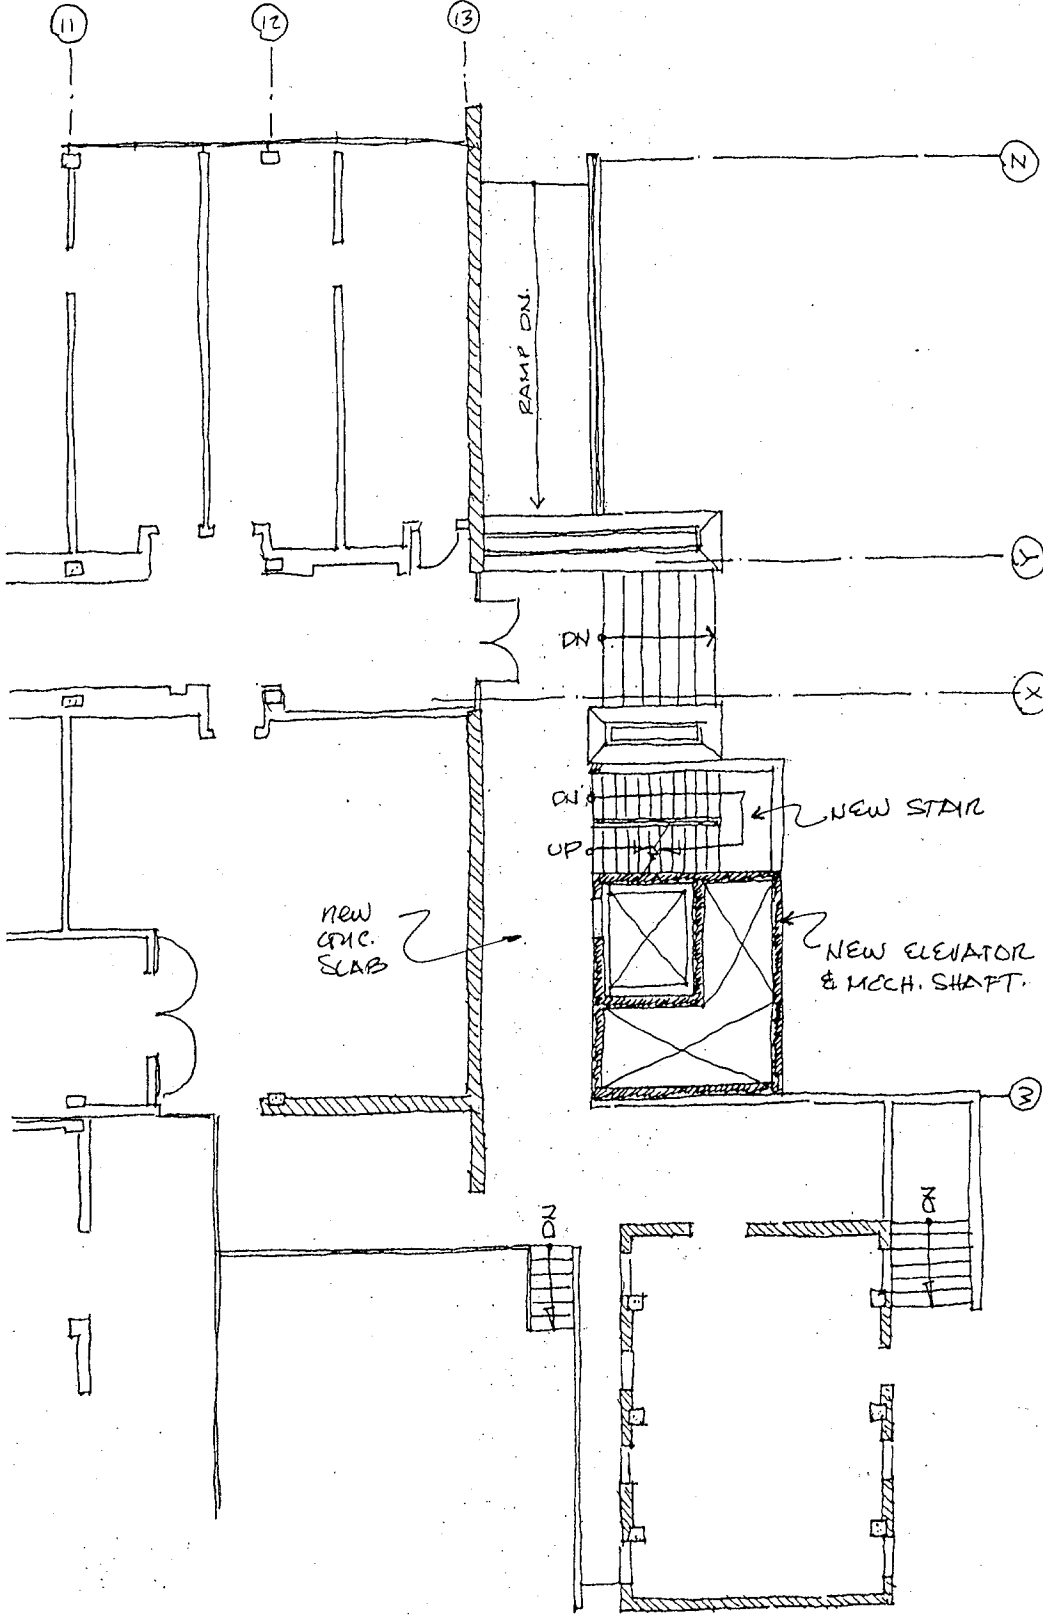 11
12
13
Z
RAMP DN.
Y
DN
X
DN
NEW STAIR
UP
new
conc.
SLAB
NEW ELEVATOR
& MECH. SHAFT.
W
DN
DN